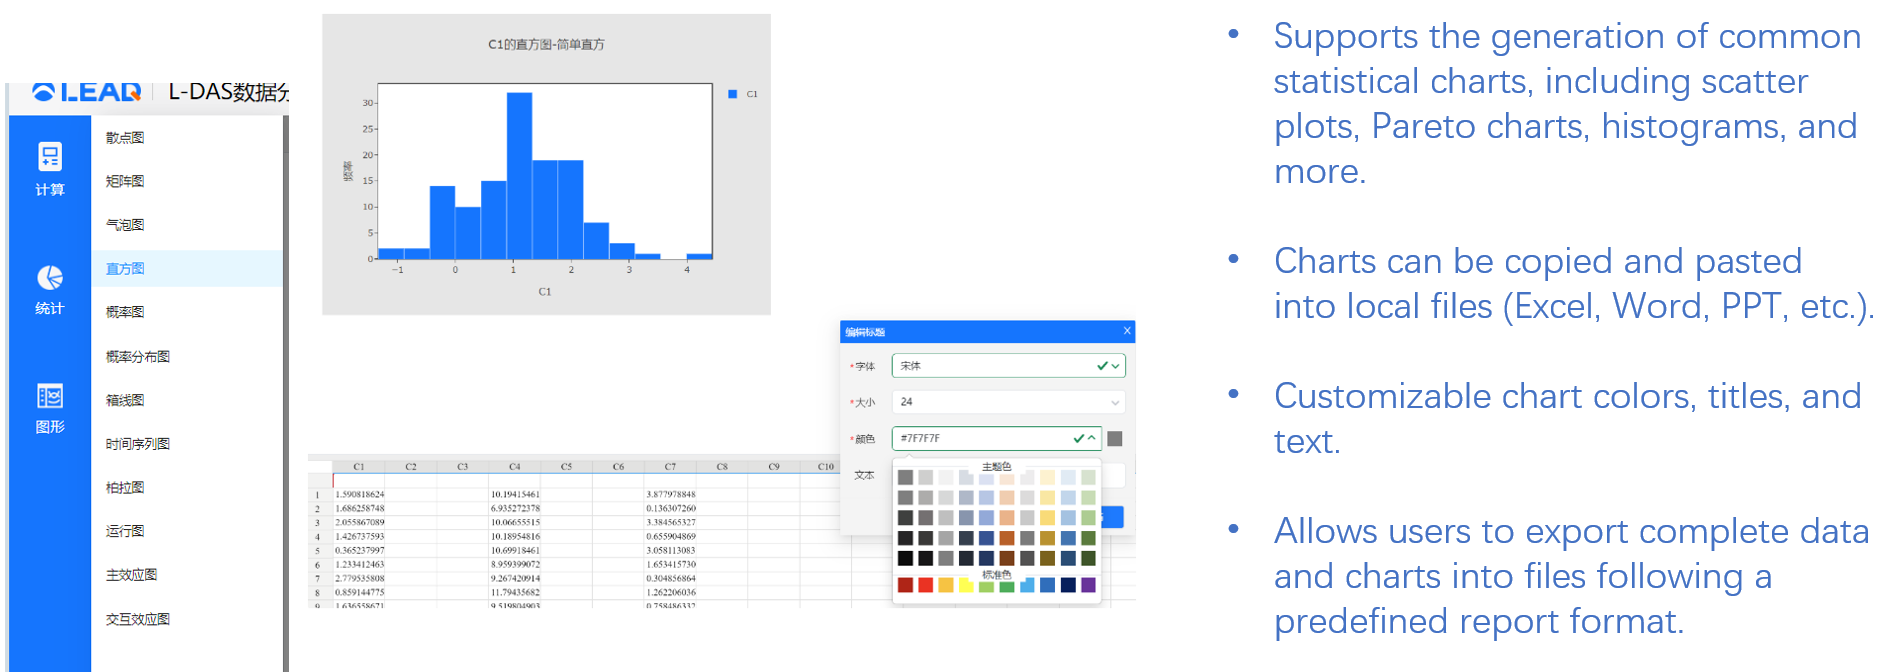 LEAQ L-DAS数据分
计算
统计
图形
散点图
矩阵图
气泡图
直方图
概率图
概率分布图
箱线图
时间序列图
柏拉图
运行图
主效应图
交互效应图
C1的直方图-简单直方
C1
频率
30
25
20
15
10
5
0
−1 0 1 2 3 4
C1
C1 C2 C3 C4 C5 C6 C7 C8 C9 C10
1 1.590818624 10.19415461 3.877978848
2 1.686258748 6.935272378 0.136307260
3 2.055867089 10.06655515 3.384565327
4 1.426737593 10.18954816 0.655904869
5 0.365237997 10.69918461 3.058113083
6 1.233412463 8.959399072 1.653415730
7 2.779535808 9.267420914 0.304856864
8 0.859144775 11.79435682 1.262206036
9 1.636558671 9.519804903 0.758486332
编辑标题 X
*字体 宋体
*大小 24
*颜色 #7F7F7F
文本
主题色
标准色
• Supports the generation of common
statistical charts, including scatter
plots, Pareto charts, histograms, and
more.
• Charts can be copied and pasted
into local files (Excel, Word, PPT, etc.).
• Customizable chart colors, titles, and
text.
• Allows users to export complete data
and charts into files following a
predefined report format.